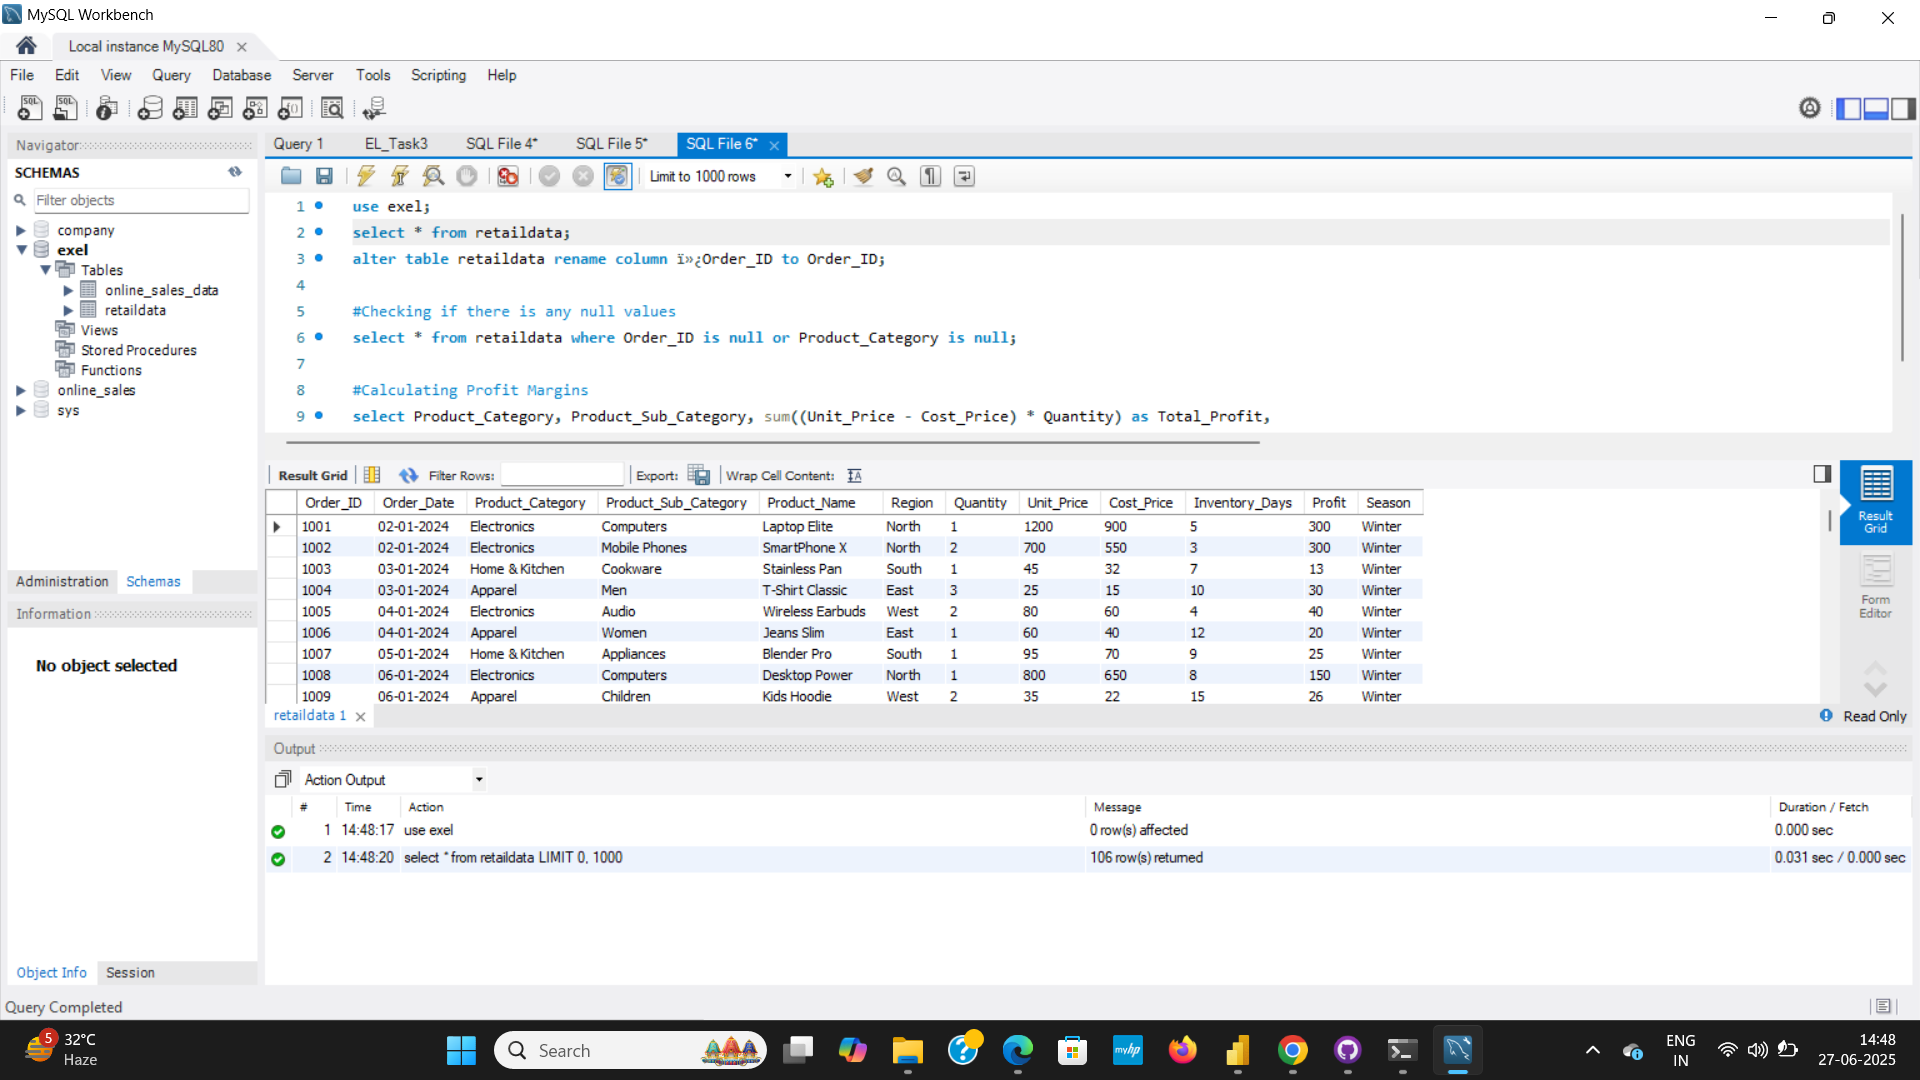 MySQL Workbench
Local instance MySQL80
File Edit View Query Database Server Tools Scripting Help
Navigator
SCHEMAS
Filter objects
company
exel
Tables
online_sales_data
retaildata
Views
Stored Procedures
Functions
online_sales
sys
Administration Schemas
Information
No object selected
Object Info Session
Query 1 EL_Task3 SQL File 4* SQL File 5* SQL File 6*
Limit to 1000 rows
1 use exel;
2 select * from retaildata;
3 alter table retaildata rename column ï»¿Order_ID to Order_ID;
4
5 #Checking if there is any null values
6 select * from retaildata where Order_ID is null or Product_Category is null;
7
8 #Calculating Profit Margins
9 select Product_Category, Product_Sub_Category, sum((Unit_Price - Cost_Price) * Quantity) as Total_Profit,
Result Grid Filter Rows: Export: Wrap Cell Content:
Order_ID Order_Date Product_Category Product_Sub_Category Product_Name Region Quantity Unit_Price Cost_Price Inventory_Days Profit Season
1001 02-01-2024 Electronics Computers Laptop Elite North 1 1200 900 5 300 Winter
1002 02-01-2024 Electronics Mobile Phones SmartPhone X North 2 700 550 3 300 Winter
1003 03-01-2024 Home & Kitchen Cookware Stainless Pan South 1 45 32 7 13 Winter
1004 03-01-2024 Apparel Men T-Shirt Classic East 3 25 15 10 30 Winter
1005 04-01-2024 Electronics Audio Wireless Earbuds West 2 80 60 4 40 Winter
1006 04-01-2024 Apparel Women Jeans Slim East 1 60 40 12 20 Winter
1007 05-01-2024 Home & Kitchen Appliances Blender Pro South 1 95 70 9 25 Winter
1008 06-01-2024 Electronics Computers Desktop Power North 1 800 650 8 150 Winter
1009 06-01-2024 Apparel Children Kids Hoodie West 2 35 22 15 26 Winter
Result
Grid
Form
Editor
retaildata 1
Read Only
Output
Action Output
# Time Action Message Duration / Fetch
1 14:48:17 use exel 0 row(s) affected 0.000 sec
2 14:48:20 select * from retaildata LIMIT 0, 1000 106 row(s) returned 0.031 sec / 0.000 sec
Query Completed
5
32°C
Haze
Search
myhp
ENG
IN
14:48
27-06-2025